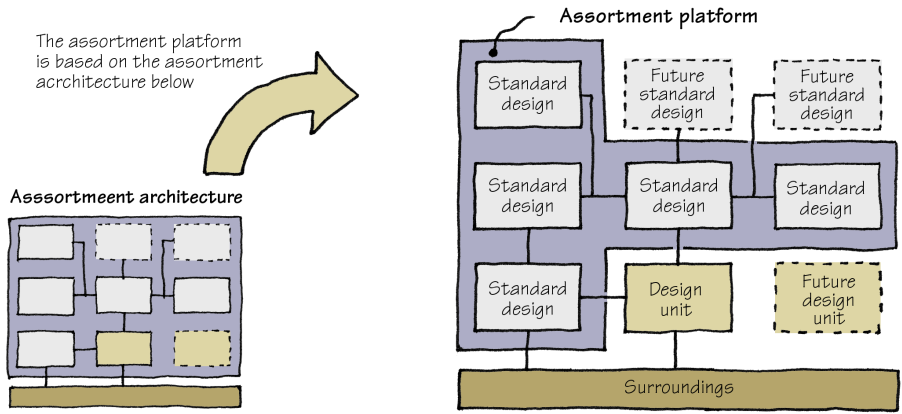 Assortment platform
The assortment platform
is based on the assortment
acrchitecture below
Standard
design
Future
standard
design
Future
standard
design
Asssortmeent architecture
Standard
design
Standard
design
Standard
design
Standard
design
Design
unit
Future
design
unit
Surroundings